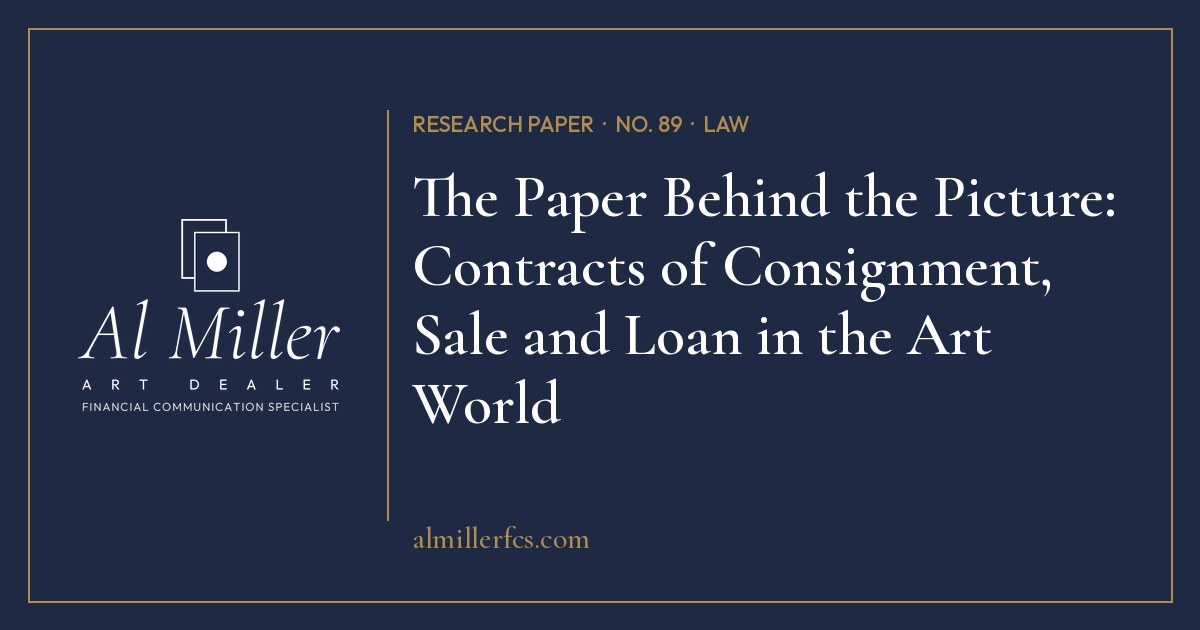 Al Miller
ART DEALER
FINANCIAL COMMUNICATION SPECIALIST
RESEARCH PAPER · NO. 89 · LAW
The Paper Behind the Picture:
Contracts of Consignment,
Sale and Loan in the Art
World
almillerfcs.com